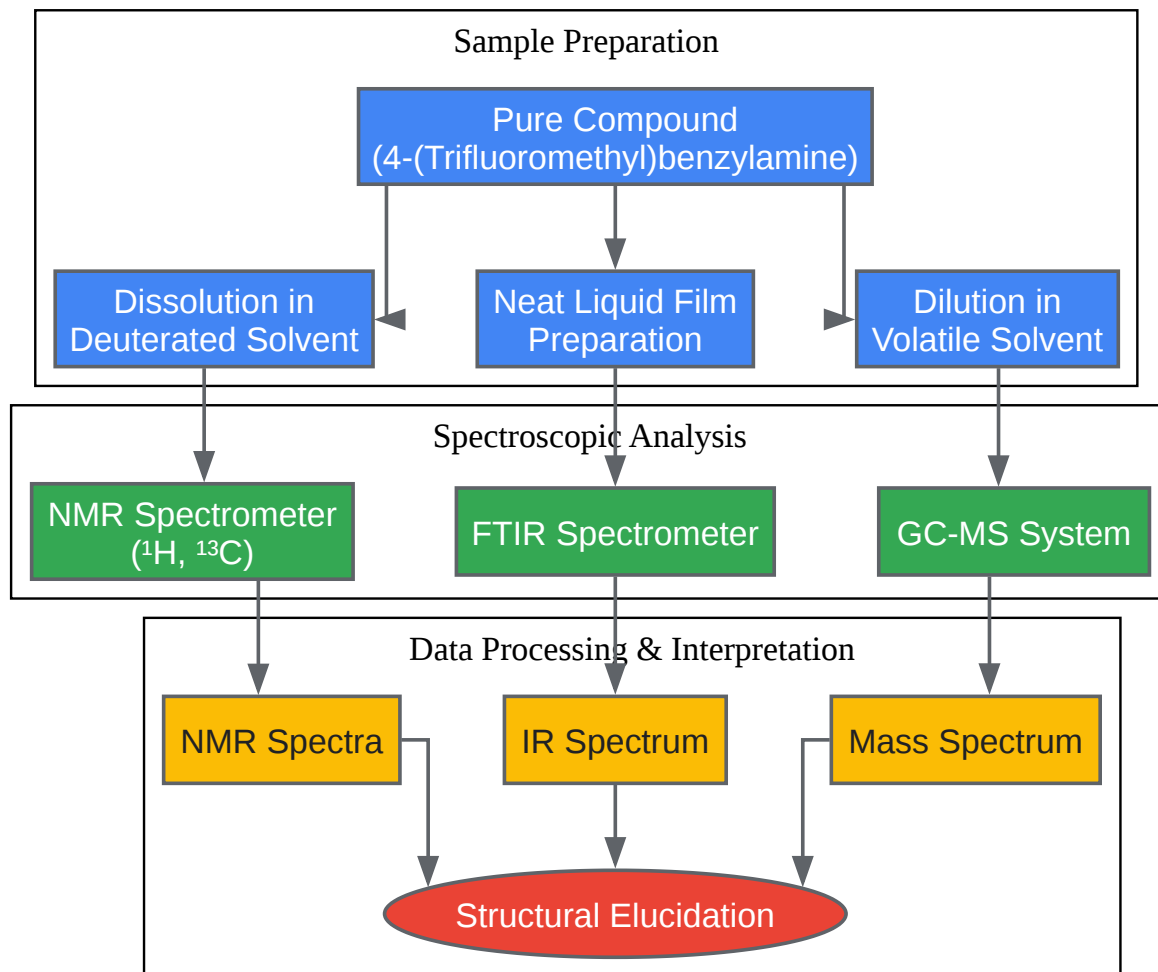 Sample Preparation
Pure Compound
(4-(Trifluoromethyl)benzylamine)
Dissolution in
Deuterated Solvent
Neat Liquid Film
Preparation
Dilution in
Volatile Solvent
Spectroscopic Analysis
NMR Spectrometer
(¹H, ¹³C)
FTIR Spectrometer
GC-MS System
Data Processing & Interpretation
NMR Spectra
IR Spectrum
Mass Spectrum
Structural Elucidation